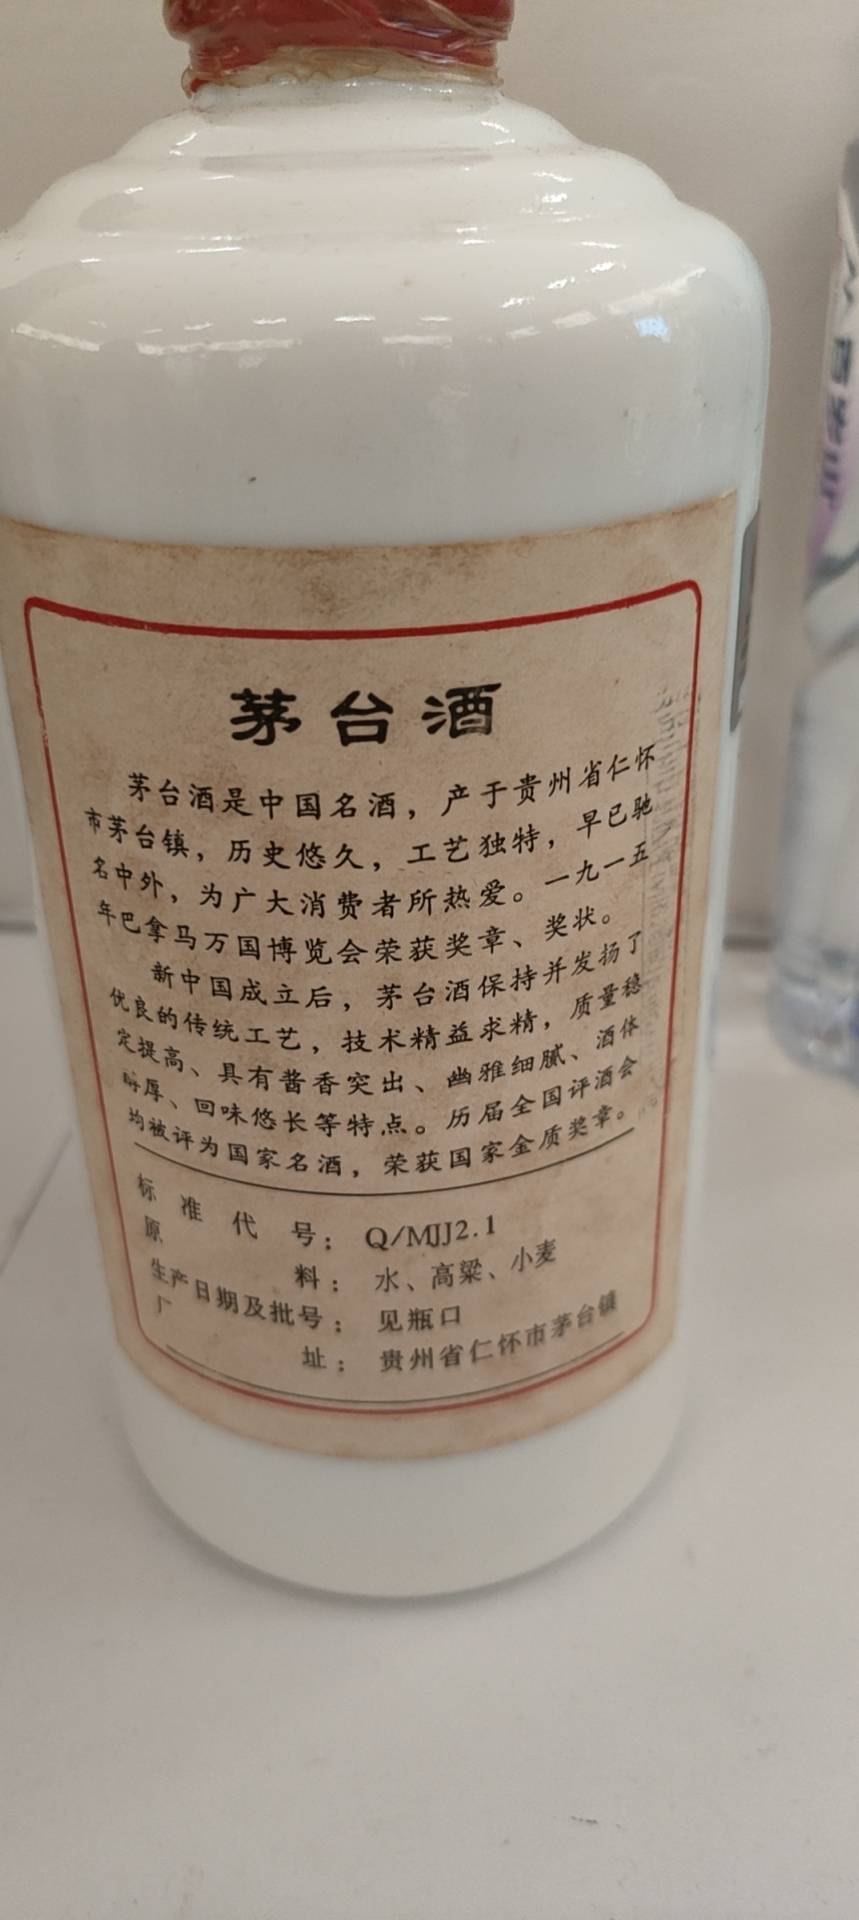 茅台酒
茅台酒是中国名酒，产于贵州省仁怀
市茅台镇，历史悠久，工艺独特，早已驰
名中外，为广大消费者所热爱。一九一五
年巴拿马万国博览会荣获奖章、奖状。
新中国成立后，茅台酒保持并发扬了
优良的传统工艺，技术精益求精，质量稳
定提高、具有酱香突出、幽雅细腻、酒体
醇厚、回味悠长等特点。历届全国评酒会
均被评为国家名酒，荣获国家金质奖章。
标准代号：Q/MJJ2.1
原料：水、高粱、小麦
生产日期及批号：见瓶口
厂址：贵州省仁怀市茅台镇